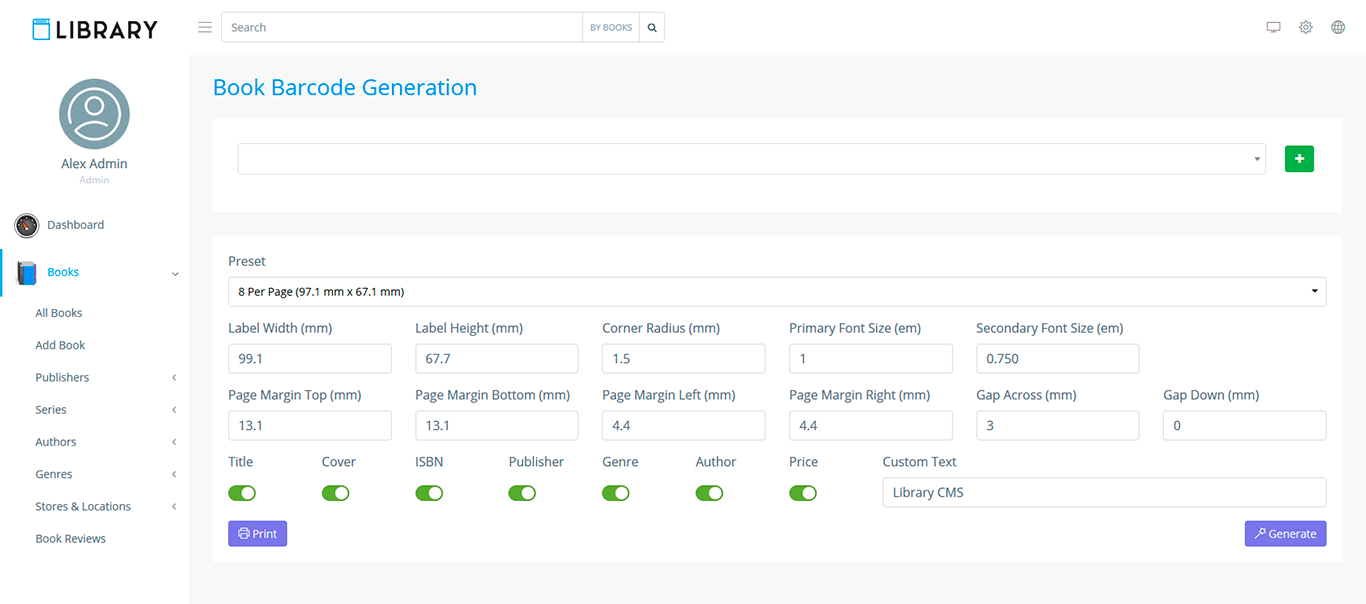 LIBRARY
Search
BY BOOKS
Alex Admin
Admin
Dashboard
Books
All Books
Add Book
Publishers
Series
Authors
Genres
Stores & Locations
Book Reviews
Book Barcode Generation
Preset
8 Per Page (97.1 mm x 67.1 mm)
Label Width (mm) Label Height (mm) Corner Radius (mm) Primary Font Size (em) Secondary Font Size (em)
99.1 67.7 1.5 1 0.750
Page Margin Top (mm) Page Margin Bottom (mm) Page Margin Left (mm) Page Margin Right (mm) Gap Across (mm) Gap Down (mm)
13.1 13.1 4.4 4.4 3 0
Title Cover ISBN Publisher Genre Author Price Custom Text
Library CMS
Print Generate